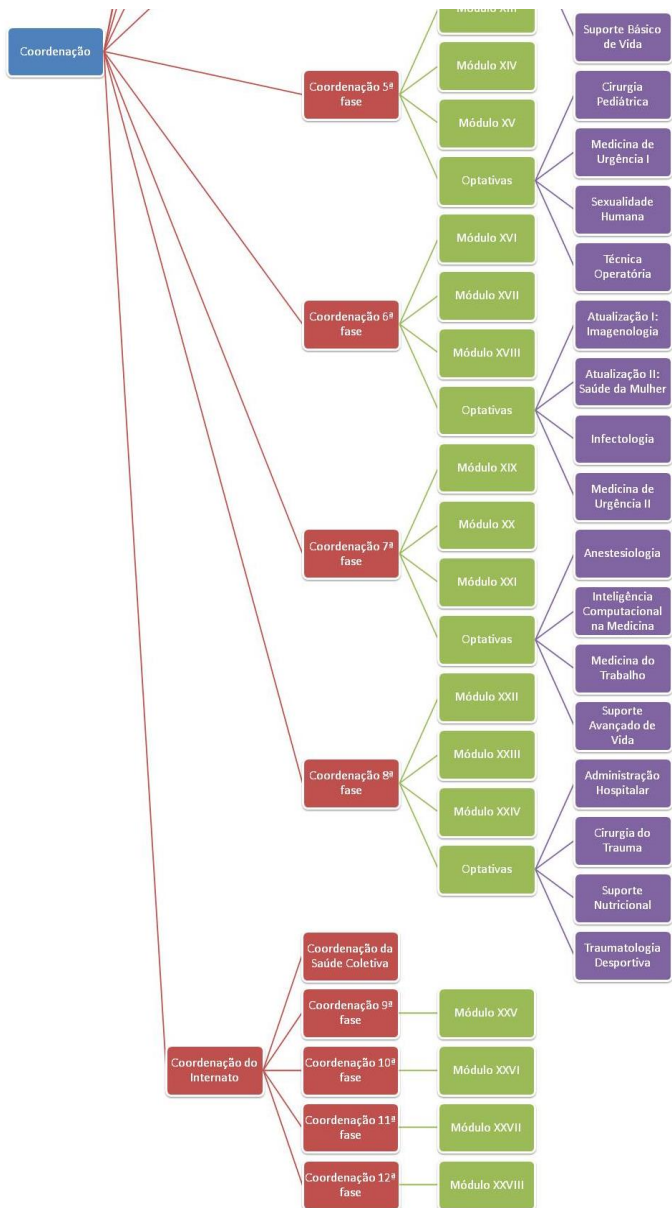 Módulo XIII
Suporte Básico
de Vida
Coordenação
Coordenação 5ª
fase
Módulo XIV
Módulo XV
Optativas
Cirurgia
Pediátrica
Medicina de
Urgência I
Sexualidade
Humana
Técnica
Operatória
Coordenação 6ª
fase
Módulo XVI
Módulo XVII
Módulo XVIII
Optativas
Atualização I:
Imagenologia
Atualização II:
Saúde da Mulher
Infectologia
Medicina de
Urgência II
Coordenação 7ª
fase
Módulo XIX
Módulo XX
Módulo XXI
Optativas
Anestesiologia
Inteligência
Computacional
na Medicina
Medicina do
Trabalho
Suporte
Avançado de
Vida
Coordenação 8ª
fase
Módulo XXII
Módulo XXIII
Módulo XXIV
Optativas
Administração
Hospitalar
Cirurgia do
Trauma
Suporte
Nutricional
Traumatologia
Desportiva
Coordenação do
Internato
Coordenação da
Saúde Coletiva
Coordenação 9ª
fase
Módulo XXV
Coordenação 10ª
fase
Módulo XXVI
Coordenação 11ª
fase
Módulo XXVII
Coordenação 12ª
fase
Módulo XXVIII